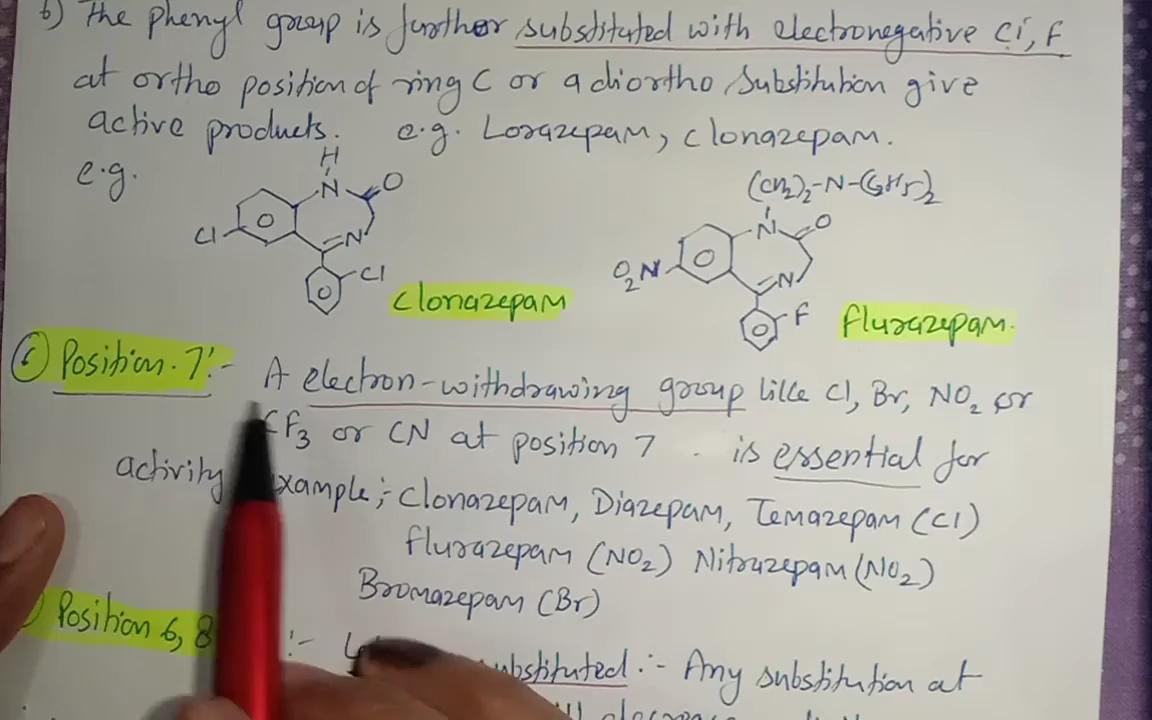 b) The phenyl group is further substituted with electronegative Cl, F
at ortho position of ring C or a diortho substitution give
active products. e.g. Lorazepam, clonazepam.
e.g.
H
N
O
Cl
N
Cl
Clonazepam
(CH2)2-N-(C2H5)2
N
O
O2N
N
F
flurazepam.
⑥ Position-7:- A electron-withdrawing group like Cl, Br, NO2 or
CF3 or CN at position 7 is essential for
activity example;- Clonazepam, Diazepam, Temazepam (Cl)
flurazepam (NO2) Nitrazepam (NO2)
Bromazepam (Br)
Position 6, 8 :- substituted :- Any substitution at